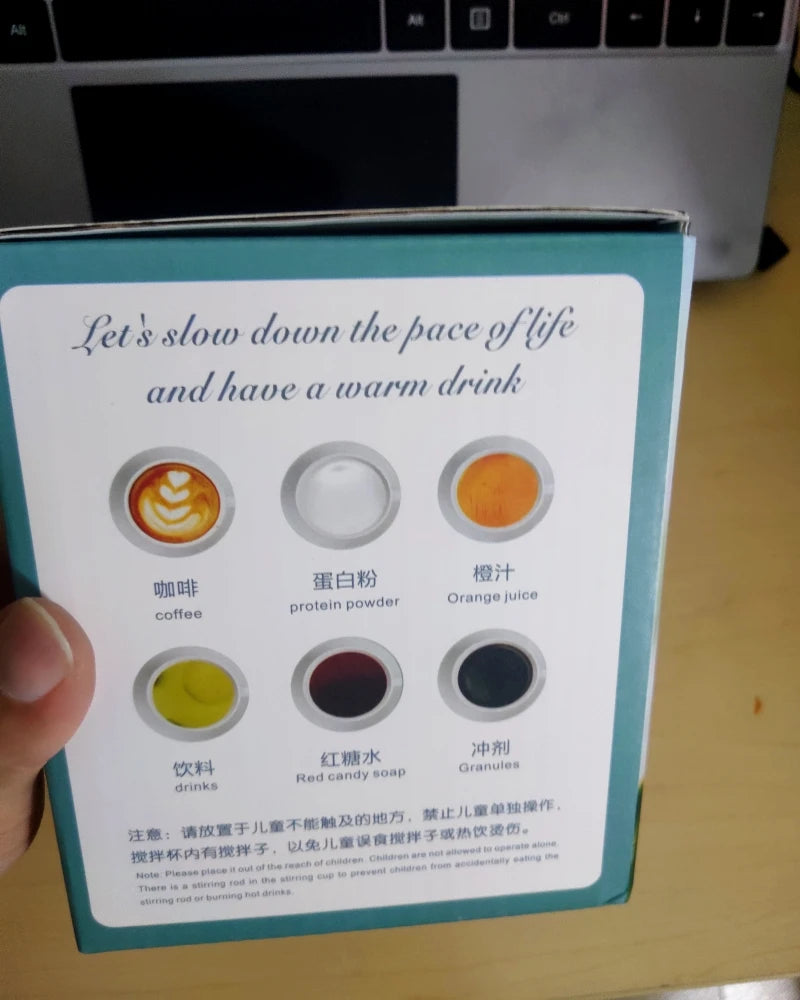 Alt
Alt
Ctrl
←
↓
→
Let's slow down the pace of life
and have a warm drink
咖啡
coffee
蛋白粉
protein powder
橙汁
Orange juice
饮料
drinks
红糖水
Red candy soap
冲剂
Granules
注意：请放置于儿童不能触及的地方，禁止儿童单独操作，
搅拌杯内有搅拌子，以免儿童误食搅拌子或热饮烫伤。
Note: Please place it out of the reach of children. Children are not allowed to operate alone.
There is a stirring rod in the stirring cup to prevent children from accidentally eating the
stirring rod or burning hot drinks.